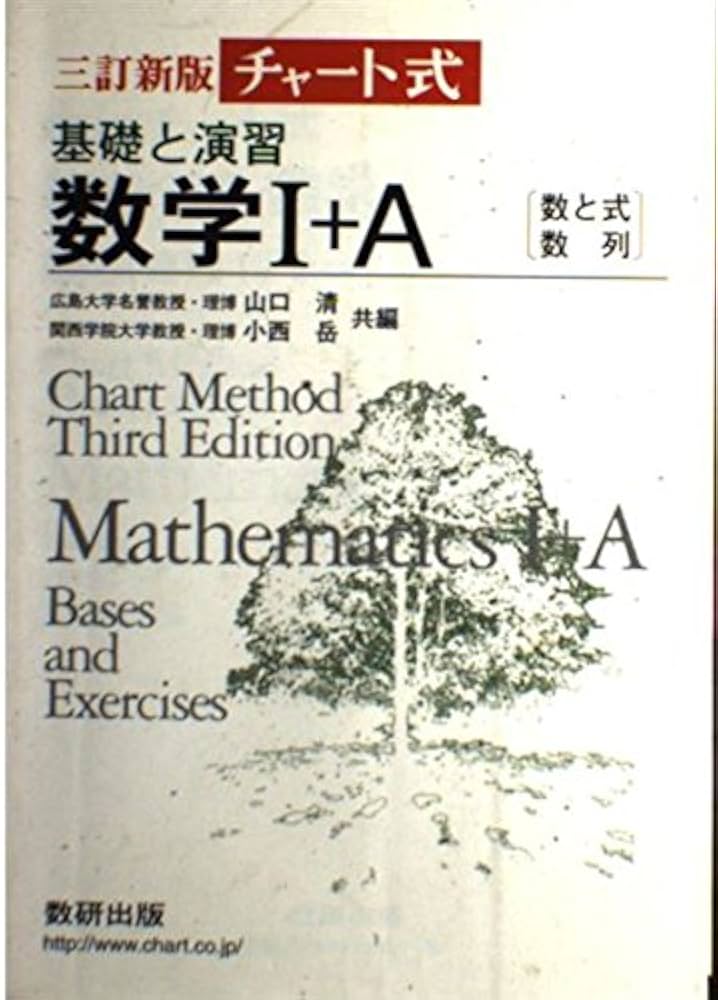 三訂新版 チャート式
基礎と演習
数学I+A
数と式
数列
広島大学名誉教授・理博 山口 清
関西学院大学教授・理博 小西 岳 共編
Chart Method
Third Edition
Mathematics I+A
Bases
and
Exercises
数研出版
http://www.chart.co.jp/